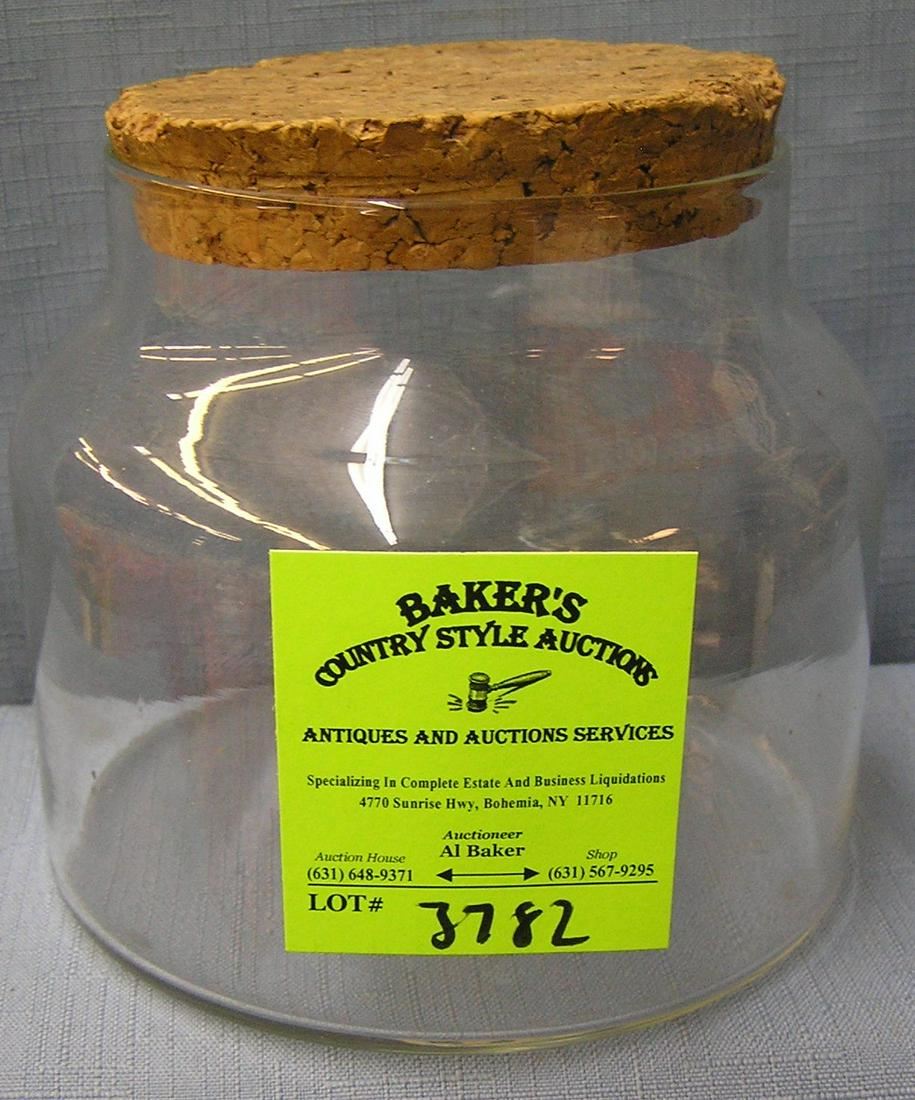 BAKER'S
COUNTRY STYLE AUCTIONS
ANTIQUES AND AUCTIONS SERVICES
Specializing In Complete Estate And Business Liquidations
4770 Sunrise Hwy, Bohemia, NY 11716
Auctioneer
Al Baker
Auction House Shop
(631) 648-9371 (631) 567-9295
LOT# 3782